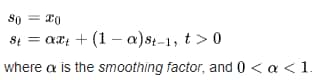 s₀ = x₀
sₜ = αxₜ + (1 − α)sₜ₋₁, t > 0
where α is the smoothing factor, and 0 < α < 1.